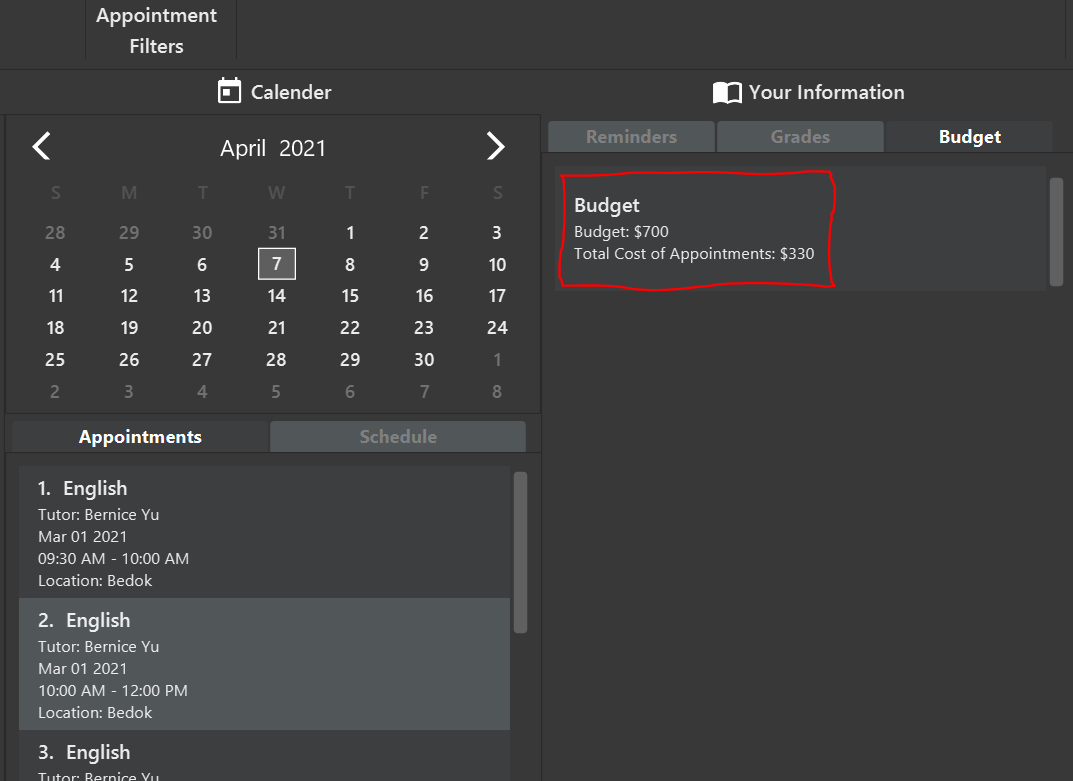 Appointment
Filters
Calender
Your Information
April 2021
S M T W T F S
28 29 30 31 1 2 3
4 5 6 7 8 9 10
11 12 13 14 15 16 17
18 19 20 21 22 23 24
25 26 27 28 29 30 1
2 3 4 5 6 7 8
Appointments Schedule
1. English
Tutor: Bernice Yu
Mar 01 2021
09:30 AM - 10:00 AM
Location: Bedok
2. English
Tutor: Bernice Yu
Mar 01 2021
10:00 AM - 12:00 PM
Location: Bedok
3. English
Tutor: Bernice Yu
Reminders Grades Budget
Budget
Budget: $700
Total Cost of Appointments: $330